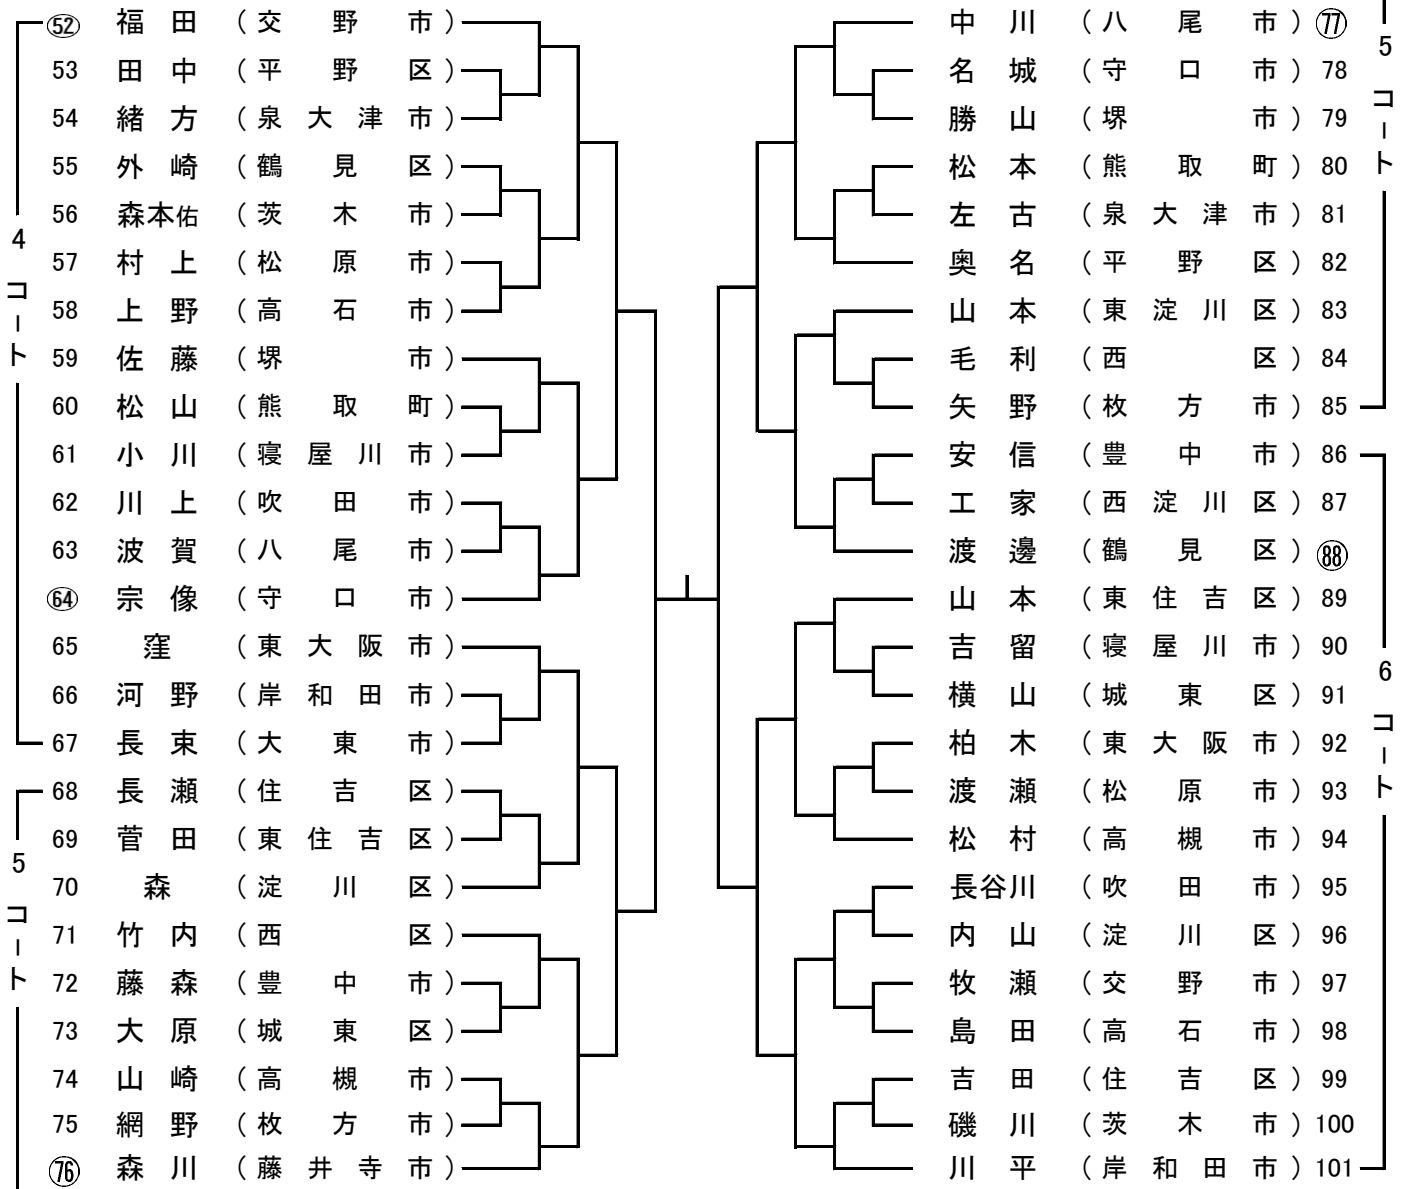 52 福田 (交野市)
53 田中 (平野区)
54 緒方 (泉大津市)
55 外崎 (鶴見区)
56 森本佑 (茨木市)
57 村上 (松原市)
58 上野 (高石市)
59 佐藤 (堺市)
60 松山 (熊取町)
61 小川 (寝屋川市)
62 川上 (吹田市)
63 波賀 (八尾市)
64 宗像 (守口市)
65 窪 (東大阪市)
66 河野 (岸和田市)
67 長束 (大東市)
4コート
68 長瀬 (住吉区)
69 菅田 (東住吉区)
70 森 (淀川区)
71 竹内 (西区)
72 藤森 (豊中市)
73 大原 (城東区)
74 山崎 (高槻市)
75 網野 (枚方市)
76 森川 (藤井寺市)
5コート
中川 (八尾市) 77
名城 (守口市) 78
勝山 (堺市) 79
松本 (熊取町) 80
左古 (泉大津市) 81
奥名 (平野区) 82
山本 (東淀川区) 83
毛利 (西区) 84
矢野 (枚方市) 85
5コート
安信 (豊中市) 86
工家 (西淀川区) 87
渡邊 (鶴見区) 88
山本 (東住吉区) 89
吉留 (寝屋川市) 90
横山 (城東区) 91
柏木 (東大阪市) 92
渡瀬 (松原市) 93
松村 (高槻市) 94
長谷川 (吹田市) 95
内山 (淀川区) 96
牧瀬 (交野市) 97
島田 (高石市) 98
吉田 (住吉区) 99
磯川 (茨木市) 100
川平 (岸和田市) 101
6コート